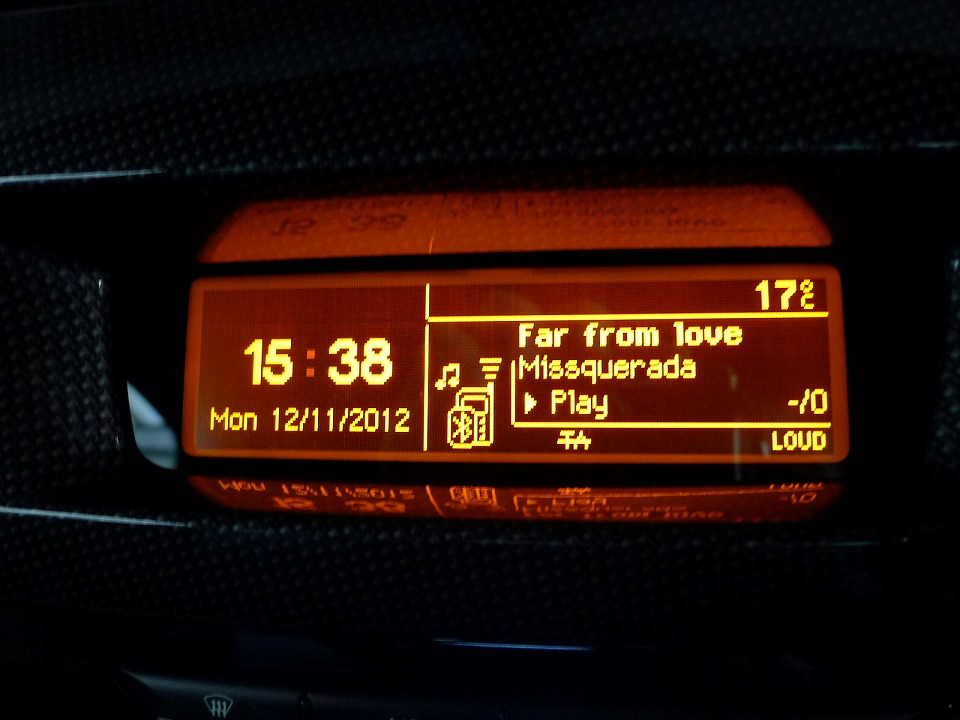 15:38
Mon 12/11/2012
17°C
Far from love
Missquerada
Play -/0
TA LOUD